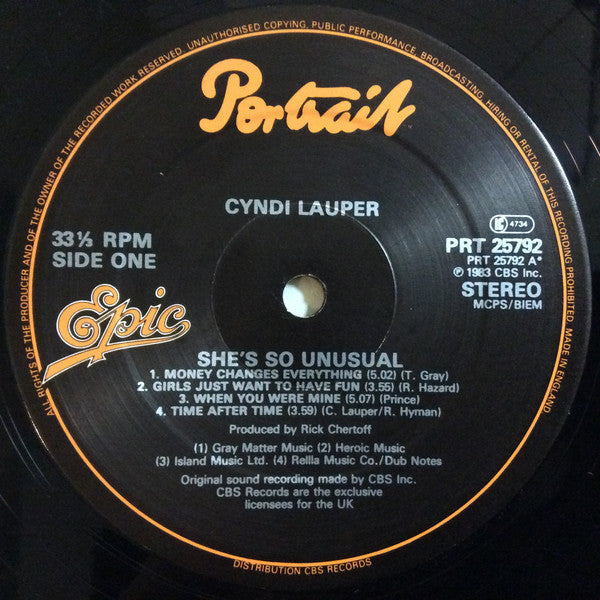 ALL RIGHTS OF THE PRODUCER AND OF THE OWNER OF THE RECORDED WORK RESERVED. UNAUTHORISED COPYING, PUBLIC PERFORMANCE, BROADCASTING, HIRING OR RENTAL OF THIS RECORDING PROHIBITED. MADE IN ENGLAND.
Portrait
CYNDI LAUPER
33⅓ RPM
SIDE ONE
K 4734
PRT 25792
PRT 25792 A*
℗ 1983 CBS Inc.
STEREO
MCPS/BIEM
Epic
SHE'S SO UNUSUAL
1. MONEY CHANGES EVERYTHING (5.02) (T. Gray)
2. GIRLS JUST WANT TO HAVE FUN (3.55) (R. Hazard)
3. WHEN YOU WERE MINE (5.07) (Prince)
4. TIME AFTER TIME (3.59) (C. Lauper/R. Hyman)
Produced by Rick Chertoff
(1) Gray Matter Music (2) Heroic Music
(3) Island Music Ltd. (4) Rellla Music Co./Dub Notes
Original sound recording made by CBS Inc.
CBS Records are the exclusive
licensees for the UK
DISTRIBUTION CBS RECORDS